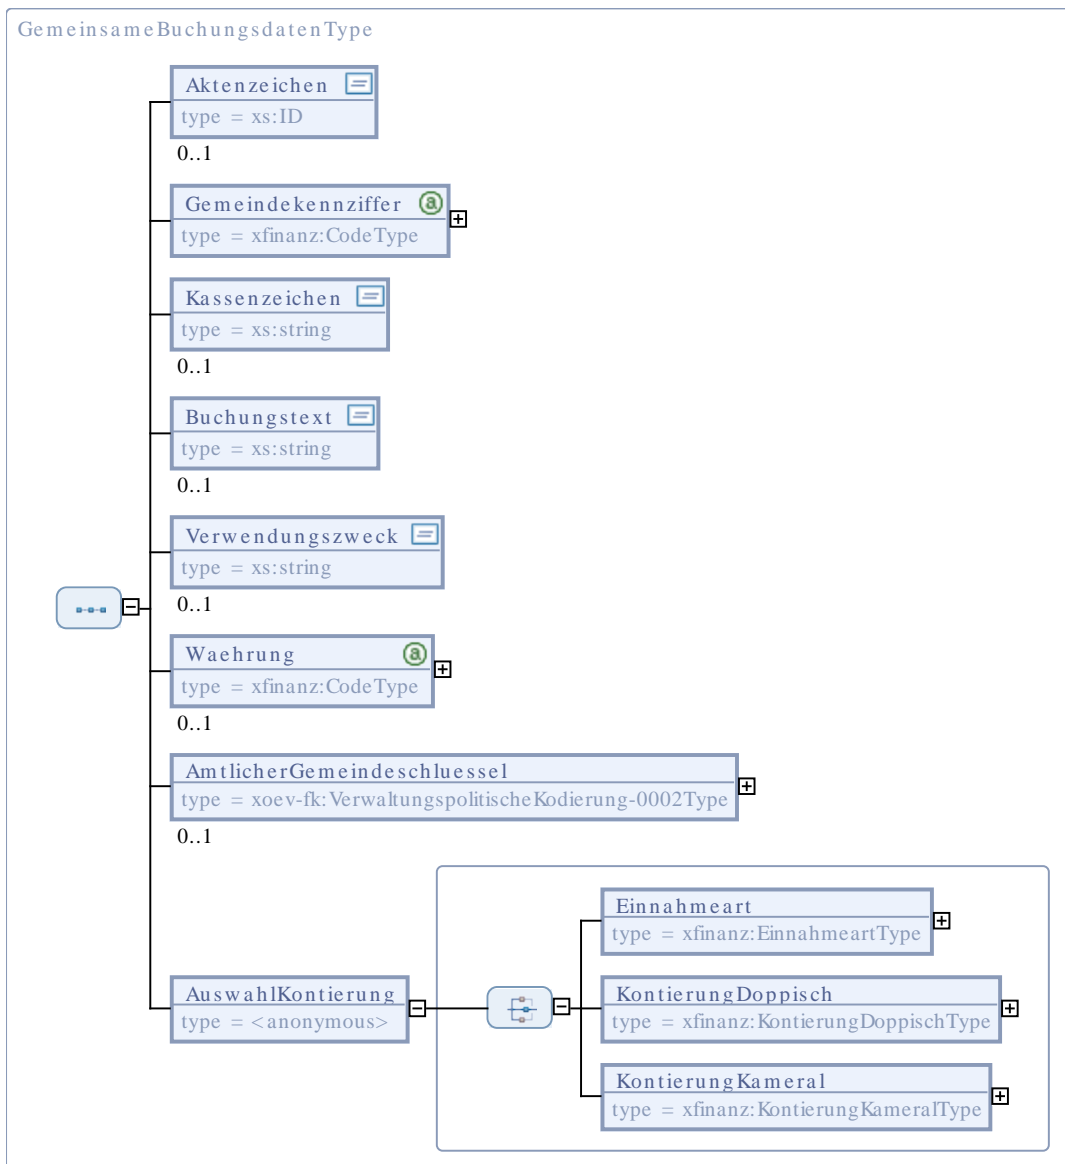 GemeinsameBuchungsdatenType
Aktenzeichen
type = xs:ID
0..1
Gemeindekennziffer
type = xfinanz:CodeType
Kassenzeichen
type = xs:string
0..1
Buchungstext
type = xs:string
0..1
Verwendungszweck
type = xs:string
0..1
Waehrung
type = xfinanz:CodeType
0..1
AmtlicherGemeindeschluessel
type = xoev-fk:VerwaltungspolitischeKodierung-0002Type
0..1
AuswahlKontierung
type = <anonymous>
Einnahmeart
type = xfinanz:EinnahmeartType
KontierungDoppisch
type = xfinanz:KontierungDoppischType
KontierungKameral
type = xfinanz:KontierungKameralType